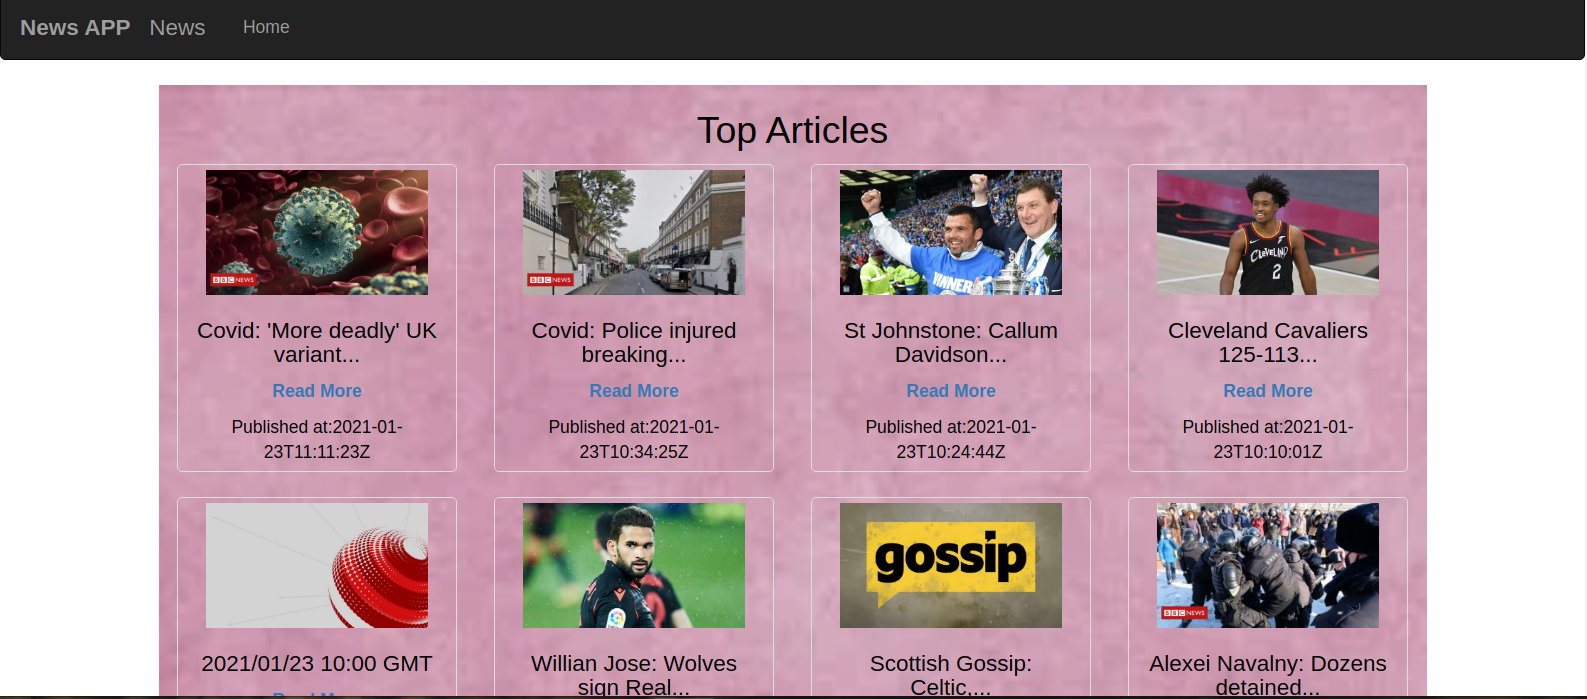 News APP News Home
Top Articles
BBC NEWS
BBC NEWS
WINNERS
CLEVELAND
2
Covid: 'More deadly' UK
variant...
Covid: Police injured
breaking...
St Johnstone: Callum
Davidson...
Cleveland Cavaliers
125-113...
Read More
Read More
Read More
Read More
Published at:2021-01-
23T11:11:23Z
Published at:2021-01-
23T10:34:25Z
Published at:2021-01-
23T10:24:44Z
Published at:2021-01-
23T10:10:01Z
gossip
BBC NEWS
2021/01/23 10:00 GMT
Willian Jose: Wolves
sign Real...
Scottish Gossip:
Celtic,...
Alexei Navalny: Dozens
detained...